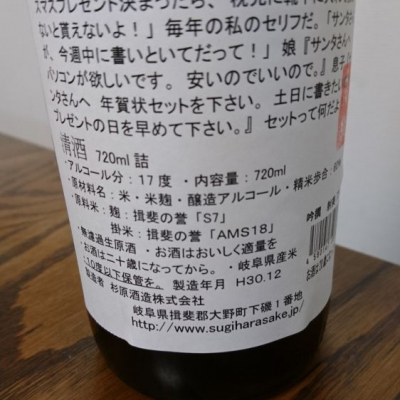 スマスプレゼント決まったら、
ないと買えないよ！」毎年の私のセリフだ。「サンタ
が、今週中に書いといてだって！」娘『サンタさん
パソコンが欲しいです。安いのでいいので。』息子
ンタさんへ 年賀状セットを下さい。土日に書きたい
プレゼントの日を早めて下さい。』セットって何だよ
清酒 720ml 詰
・アルコール分：17度 ・内容量：720ml
・原材料名：米・米麹・醸造アルコール・精米歩合：60%
・原料米：麹：揖斐の誉「S7」
掛米：揖斐の誉「AMS18」
・無濾過生原酒 ・お酒はおいしく適量を
・お酒は二十歳になってから。・岐阜県産米
・10度以下保管を。 製造年月 H30.12
製造者 杉原酒造株式会社
岐阜県揖斐郡大野町下磯1番地
http://www.sugiharasake.jp/
吟撰